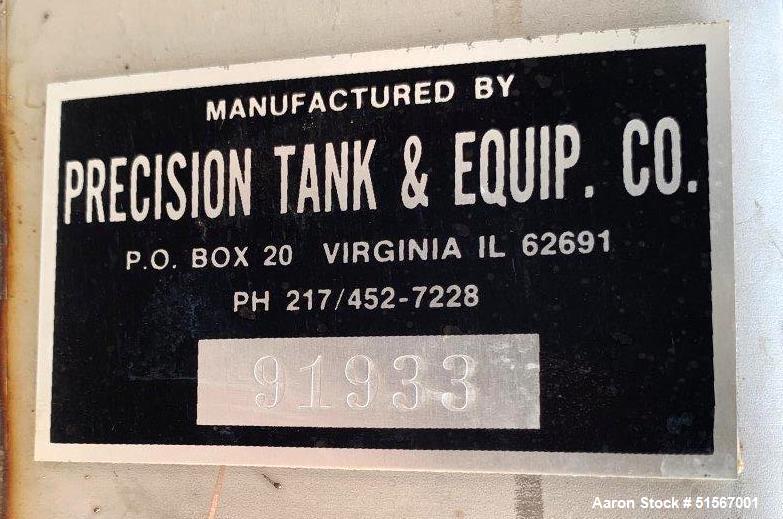 MANUFACTURED BY
PRECISION TANK & EQUIP. CO.
P.O. BOX 20 VIRGINIA IL 62691
PH 217/452-7228
91933
Aaron Stock # 51567001